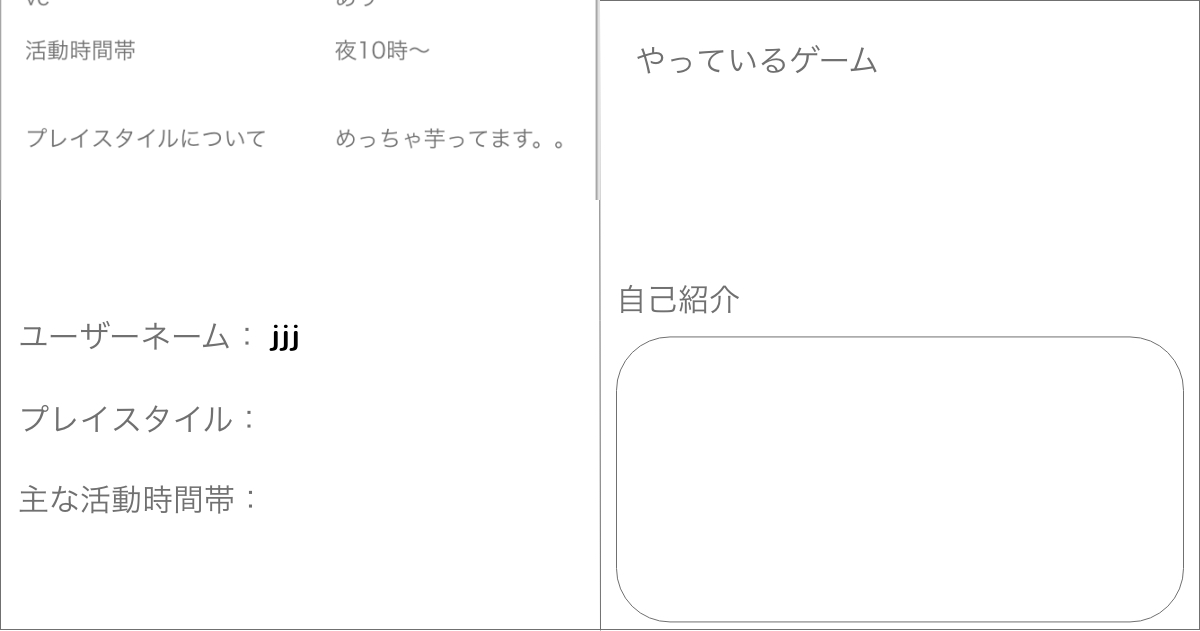 活動時間帯 夜10時〜
プレイスタイルについて めっちゃ芋ってます。。
ユーザーネーム： jjj
プレイスタイル：
主な活動時間帯：
やっているゲーム
自己紹介